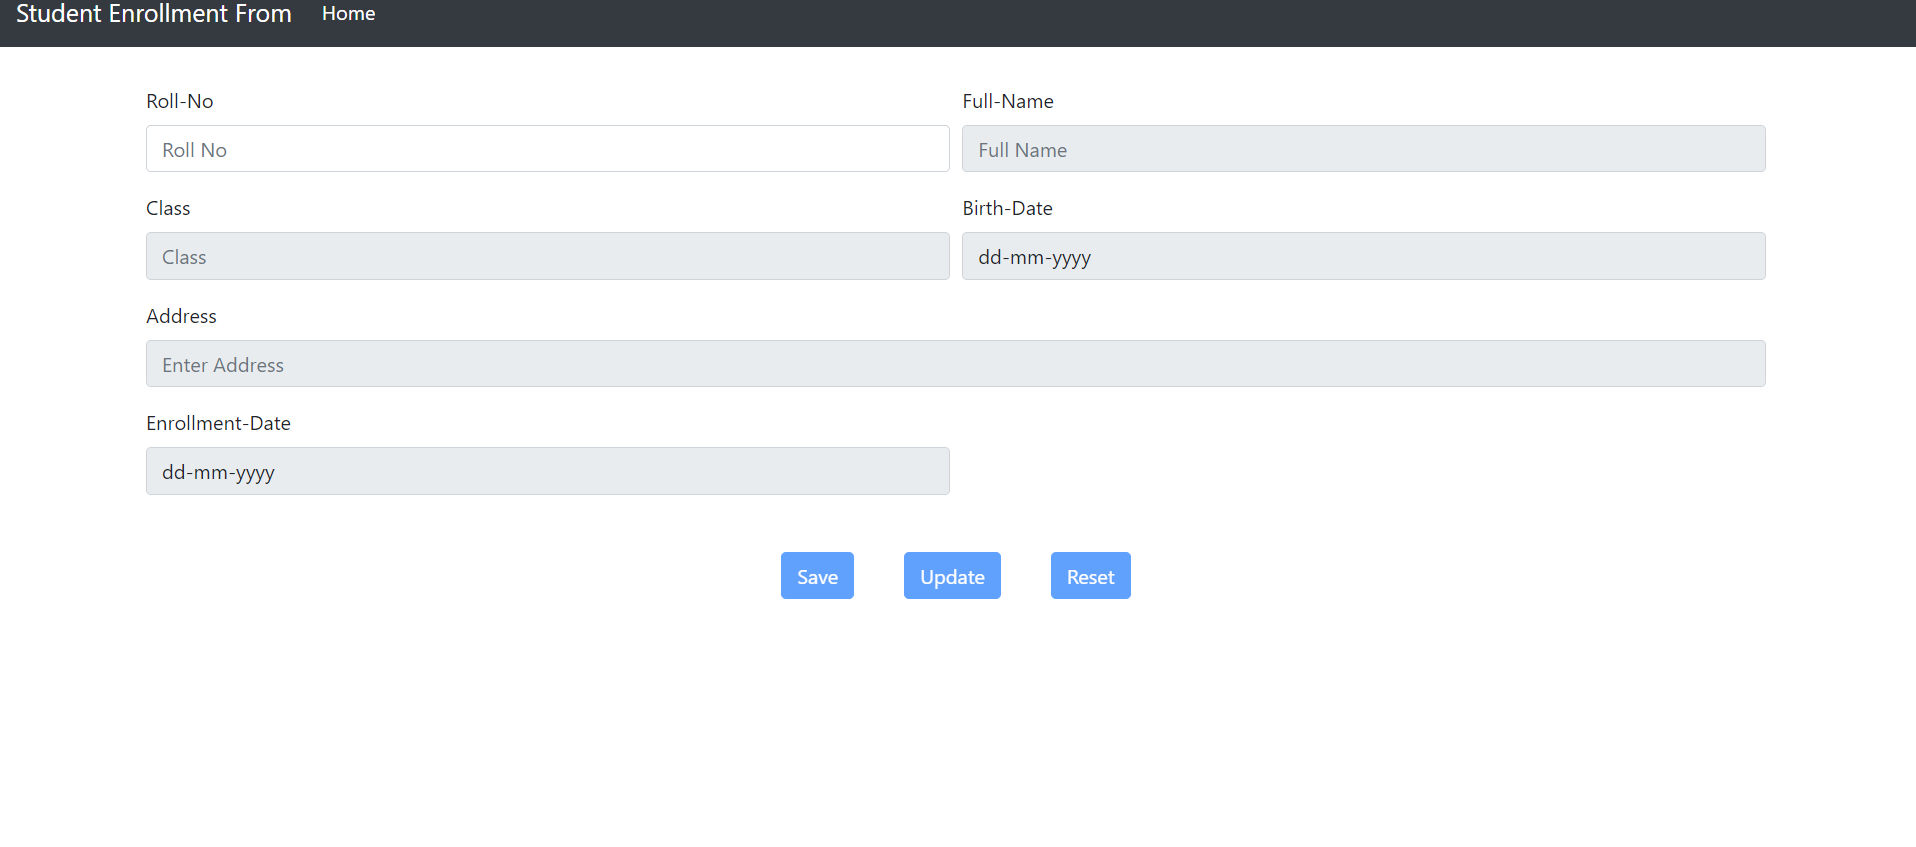 Student Enrollment From Home
Roll-No Full-Name
Roll No Full Name
Class Birth-Date
Class dd-mm-yyyy
Address
Enter Address
Enrollment-Date
dd-mm-yyyy
Save Update Reset